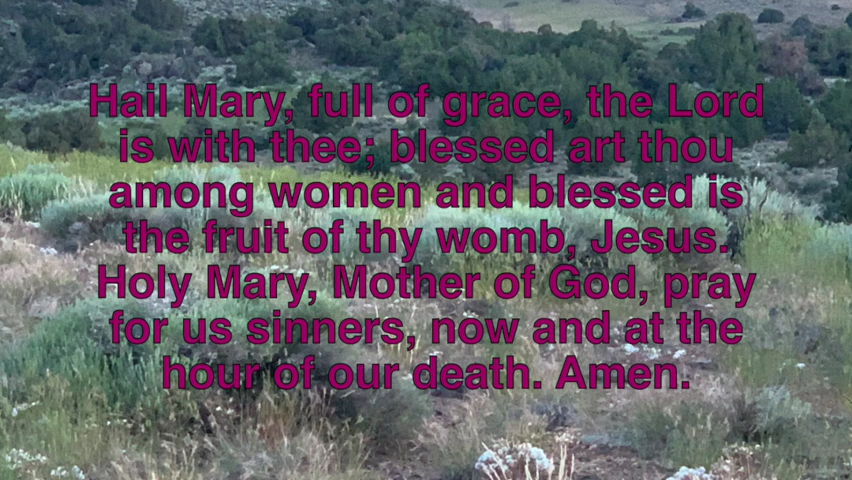 Hail Mary, full of grace, the Lord
is with thee; blessed art thou
among women and blessed is
the fruit of thy womb, Jesus.
Holy Mary, Mother of God, pray
for us sinners, now and at the
hour of our death. Amen.